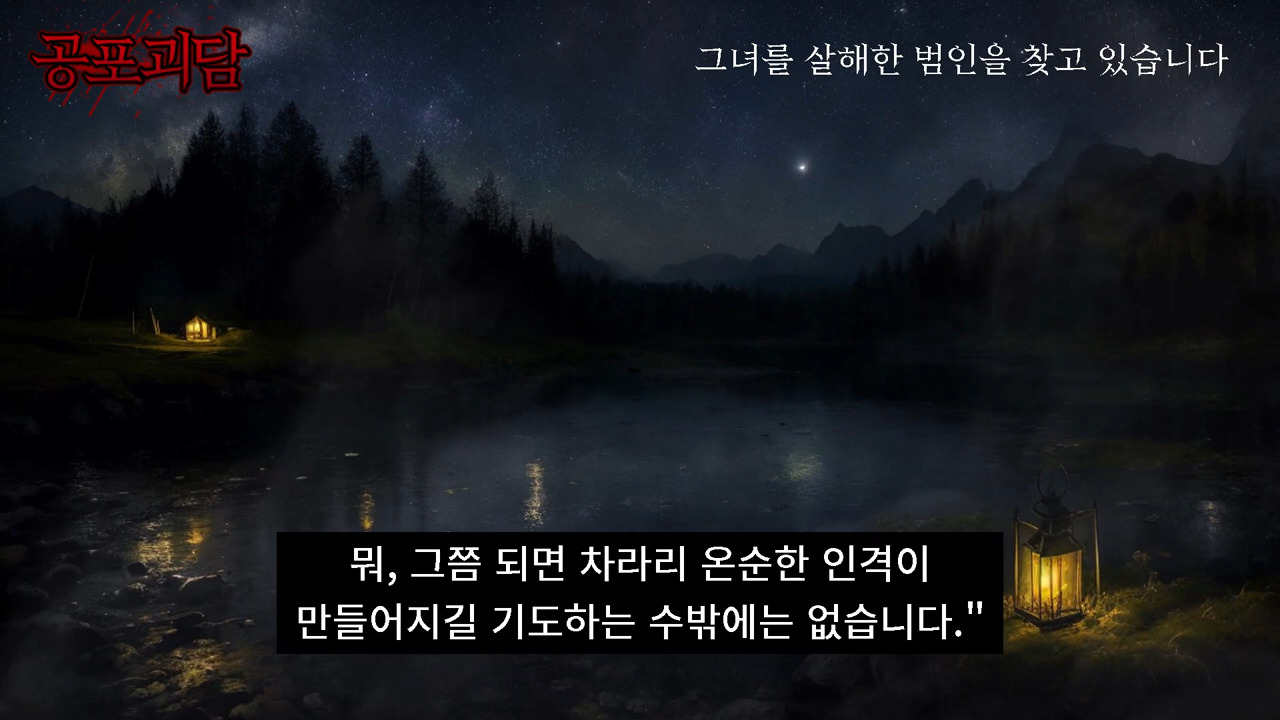 공포괴담
그녀를 살해한 범인을 찾고 있습니다
뭐, 그쯤 되면 차라리 온순한 인격이
만들어지길 기도하는 수밖에는 없습니다."